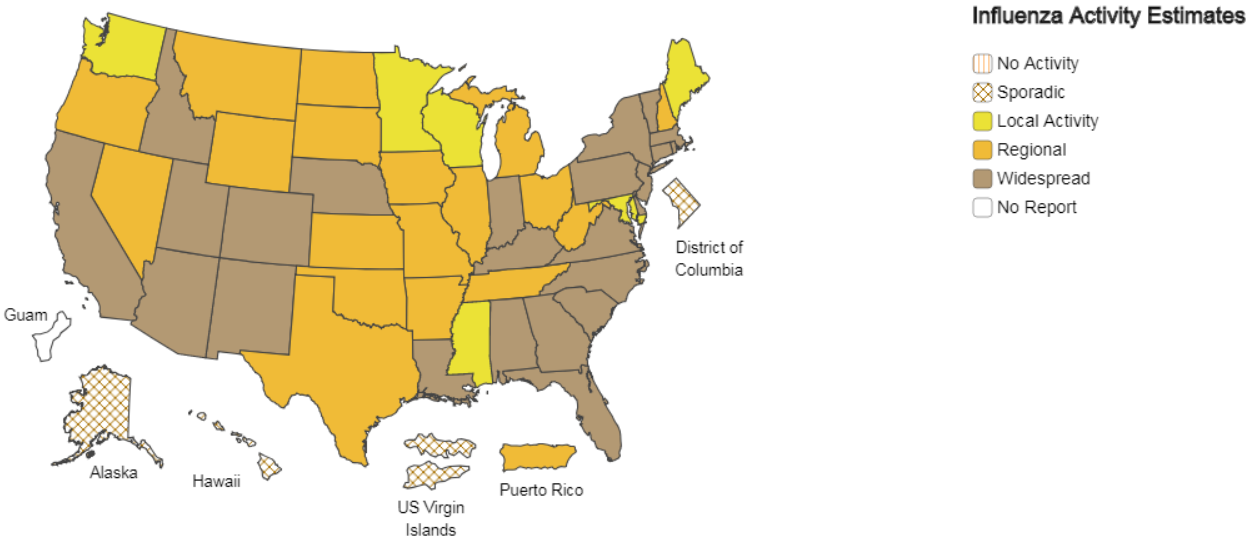 Influenza Activity Estimates
No Activity
Sporadic
Local Activity
Regional
Widespread
No Report
District of
Columbia
Guam
Alaska
Hawaii
US Virgin
Islands
Puerto Rico